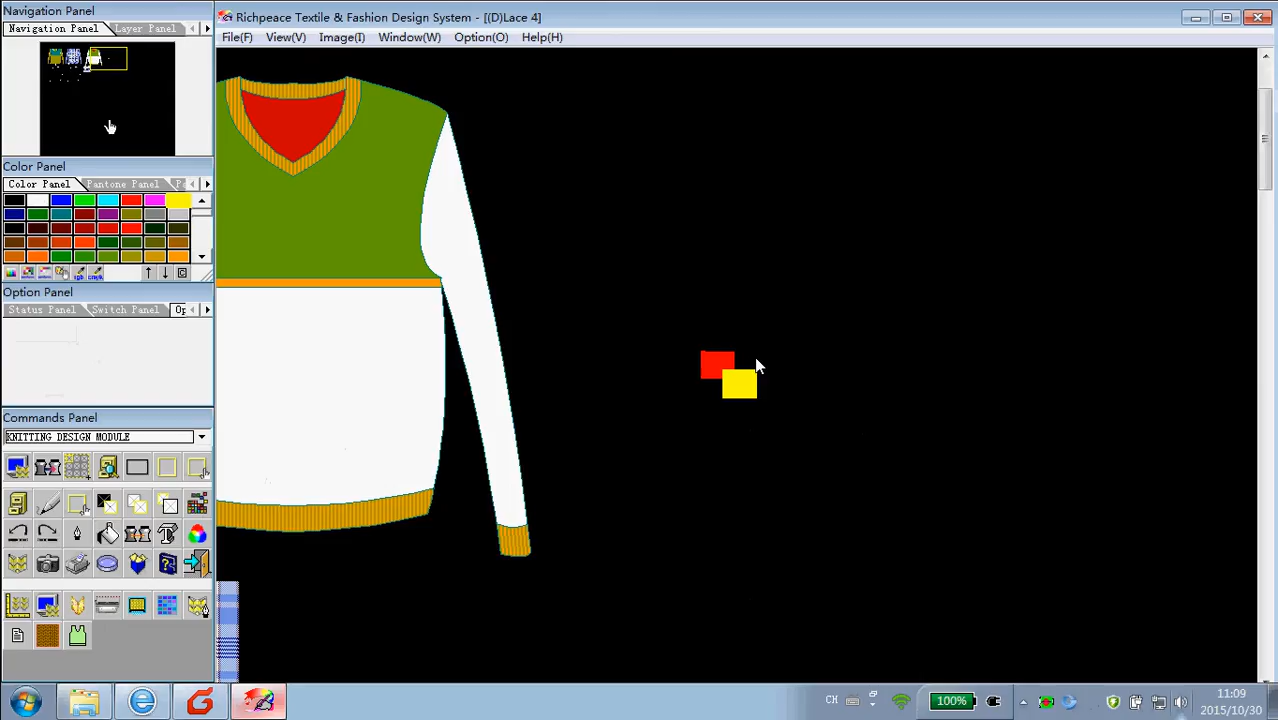 Navigation Panel
Navigation Panel
Layer Panel
Richpeace Textile & Fashion Design System - [(D)Lace 4]
File(F) View(V) Image(I) Window(W) Option(O) Help(H)
Color Panel
Color Panel
Pantone Panel
Pa
Option Panel
Status Panel
Switch Panel
Op
Commands Panel
KNITTING DESIGN MODULE
CH
100%
11:09
2015/10/30